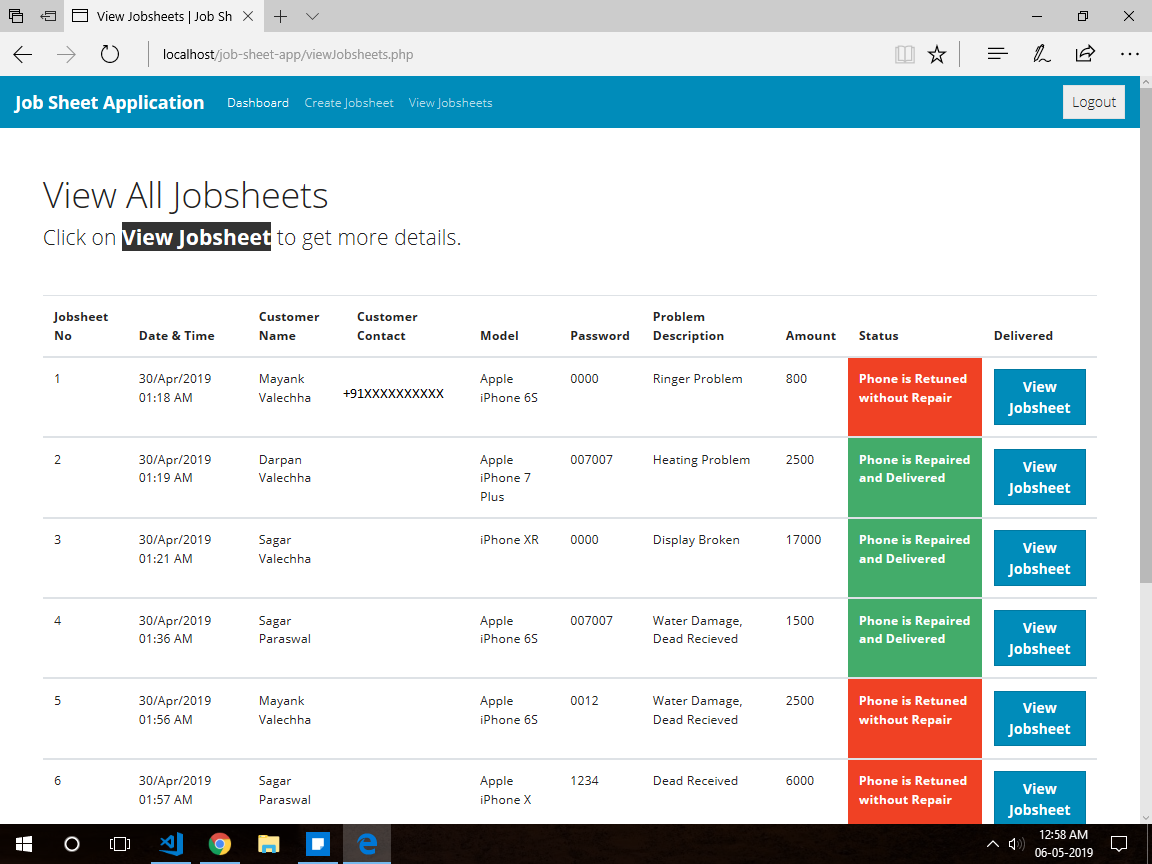 View Jobsheets | Job Sh
localhost/job-sheet-app/viewJobsheets.php
Job Sheet Application Dashboard Create Jobsheet View Jobsheets Logout
View All Jobsheets
Click on View Jobsheet to get more details.
Jobsheet No Date & Time Customer Name Customer Contact Model Password Problem Description Amount Status Delivered
1 30/Apr/2019 01:18 AM Mayank Valechha +91XXXXXXXXXX Apple iPhone 6S 0000 Ringer Problem 800 Phone is Retuned without Repair View Jobsheet
2 30/Apr/2019 01:19 AM Darpan Valechha Apple iPhone 7 Plus 007007 Heating Problem 2500 Phone is Repaired and Delivered View Jobsheet
3 30/Apr/2019 01:21 AM Sagar Valechha iPhone XR 0000 Display Broken 17000 Phone is Repaired and Delivered View Jobsheet
4 30/Apr/2019 01:36 AM Sagar Paraswal Apple iPhone 6S 007007 Water Damage, Dead Recieved 1500 Phone is Repaired and Delivered View Jobsheet
5 30/Apr/2019 01:56 AM Mayank Valechha Apple iPhone 6S 0012 Water Damage, Dead Recieved 2500 Phone is Retuned without Repair View Jobsheet
6 30/Apr/2019 01:57 AM Sagar Paraswal Apple iPhone X 1234 Dead Received 6000 Phone is Retuned without Repair View Jobsheet
12:58 AM
06-05-2019